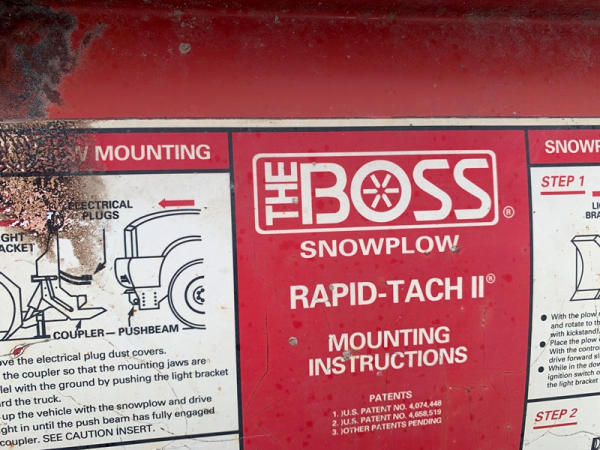 MOUNTING
ELECTRICAL
PLUGS
COUPLER— PUSHBEAM
the electrical plug dust covers.
the coupler so that the mounting jaws are
with the ground by pushing the light bracket
the truck.
up the vehicle with the snowplow and drive
in until the push beam has fully engaged
coupler. SEE CAUTION INSERT.
THE BOSS®
SNOWPLOW
RAPID-TACH II®
MOUNTING
INSTRUCTIONS
PATENTS
1. U.S. PATENT NO. 4,074,448
2. U.S. PATENT NO. 4,658,519
3. OTHER PATENTS PENDING
STEP 1
● With the plow
and rotate to th
with kickstand)
● Place the plow
With the contro
drive forward sl
● While in the dow
ignition switch o
the light bracket
STEP 2